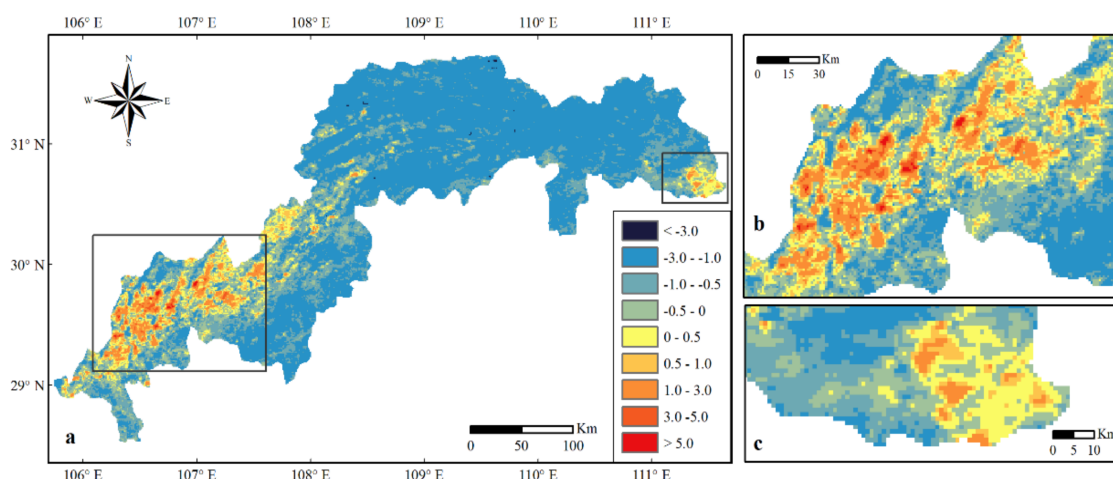 106° E 107° E 108° E 109° E 110° E 111° E
N
W E
S
31° N
30° N
29° N
< -3.0
-3.0 - -1.0
-1.0 - -0.5
-0.5 - 0
0 - 0.5
0.5 - 1.0
1.0 - 3.0
3.0 -5.0
> 5.0
a
Km
0 50 100
106° E 107° E 108° E 109° E 110° E 111° E
Km
0 15 30
b
c
Km
0 5 10